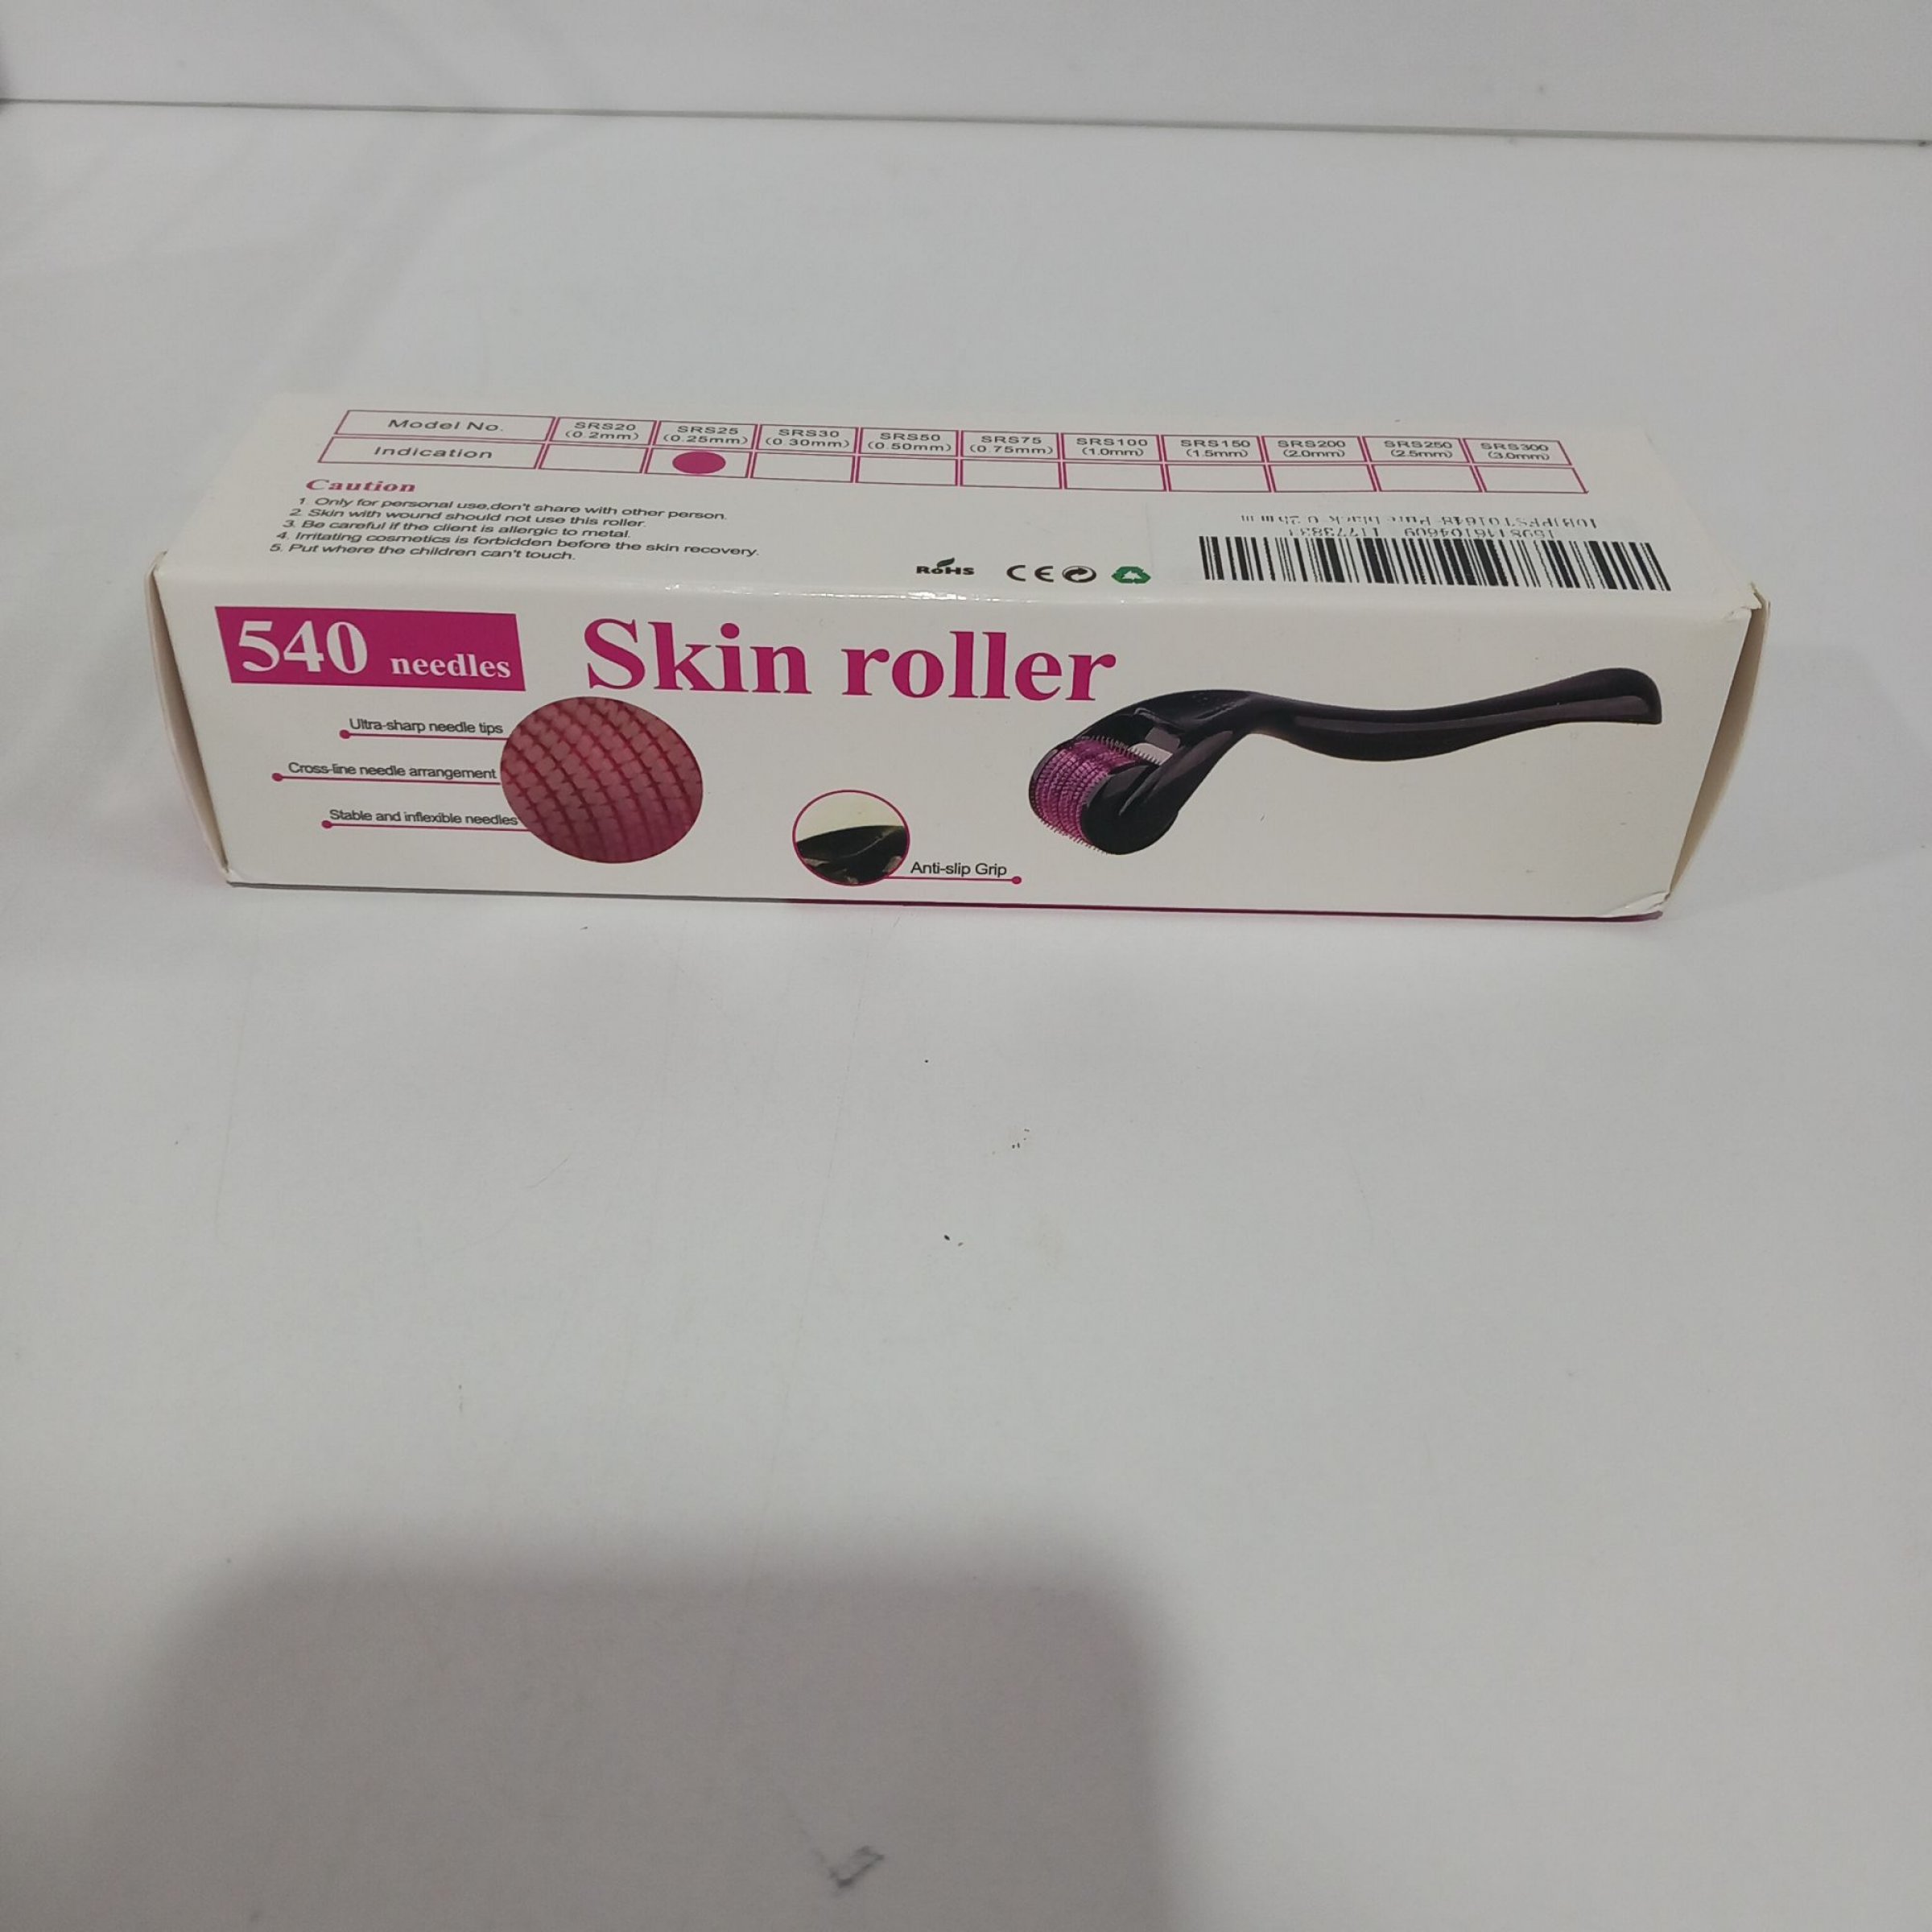 Model No. SRS20 (0.2mm) SRS25 (0.25mm) SRS30 (0.30mm) SRS50 (0.50mm) SRS75 (0.75mm) SRS100 (1.0mm) SRS150 (1.5mm) SRS200 (2.0mm) SRS250 (2.5mm) SRS300 (3.0mm)
Indication
Caution
1. Only for personal use,don't share with other person.
2. Skin with wound should not use this roller.
3. Be careful if the client is allergic to metal.
4. Irritating cosmetics is forbidden before the skin recovery.
5. Put where the children can't touch.
RoHS CE
540 needles
Skin roller
Ultra-sharp needle tips
Cross-line needle arrangement
Stable and inflexible needles
Anti-slip Grip